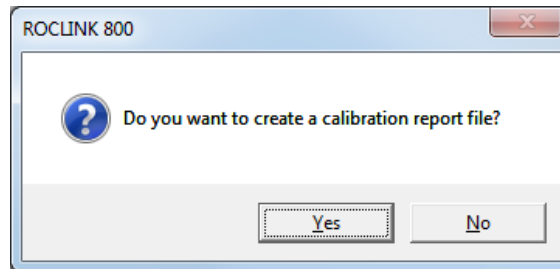 ROCLINK 800
Do you want to create a calibration report file?
Yes
No